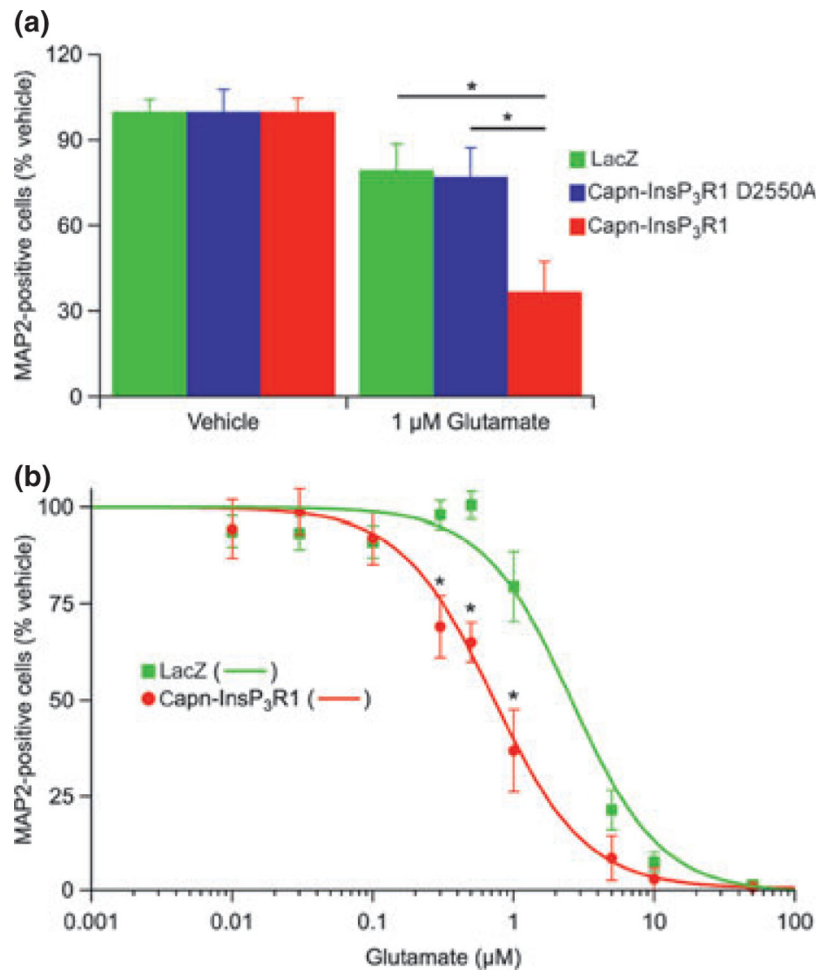 (a)
120
90
60
30
0
MAP2-positive cells (% vehicle)
* 
*
LacZ
Capn-InsP₃R1 D2550A
Capn-InsP₃R1
Vehicle
1 µM Glutamate
(b)
100
75
50
25
0
MAP2-positive cells (% vehicle)
*
*
*
LacZ ( — )
Capn-InsP₃R1 ( — )
0.001
0.01
0.1
1
10
100
Glutamate (µM)